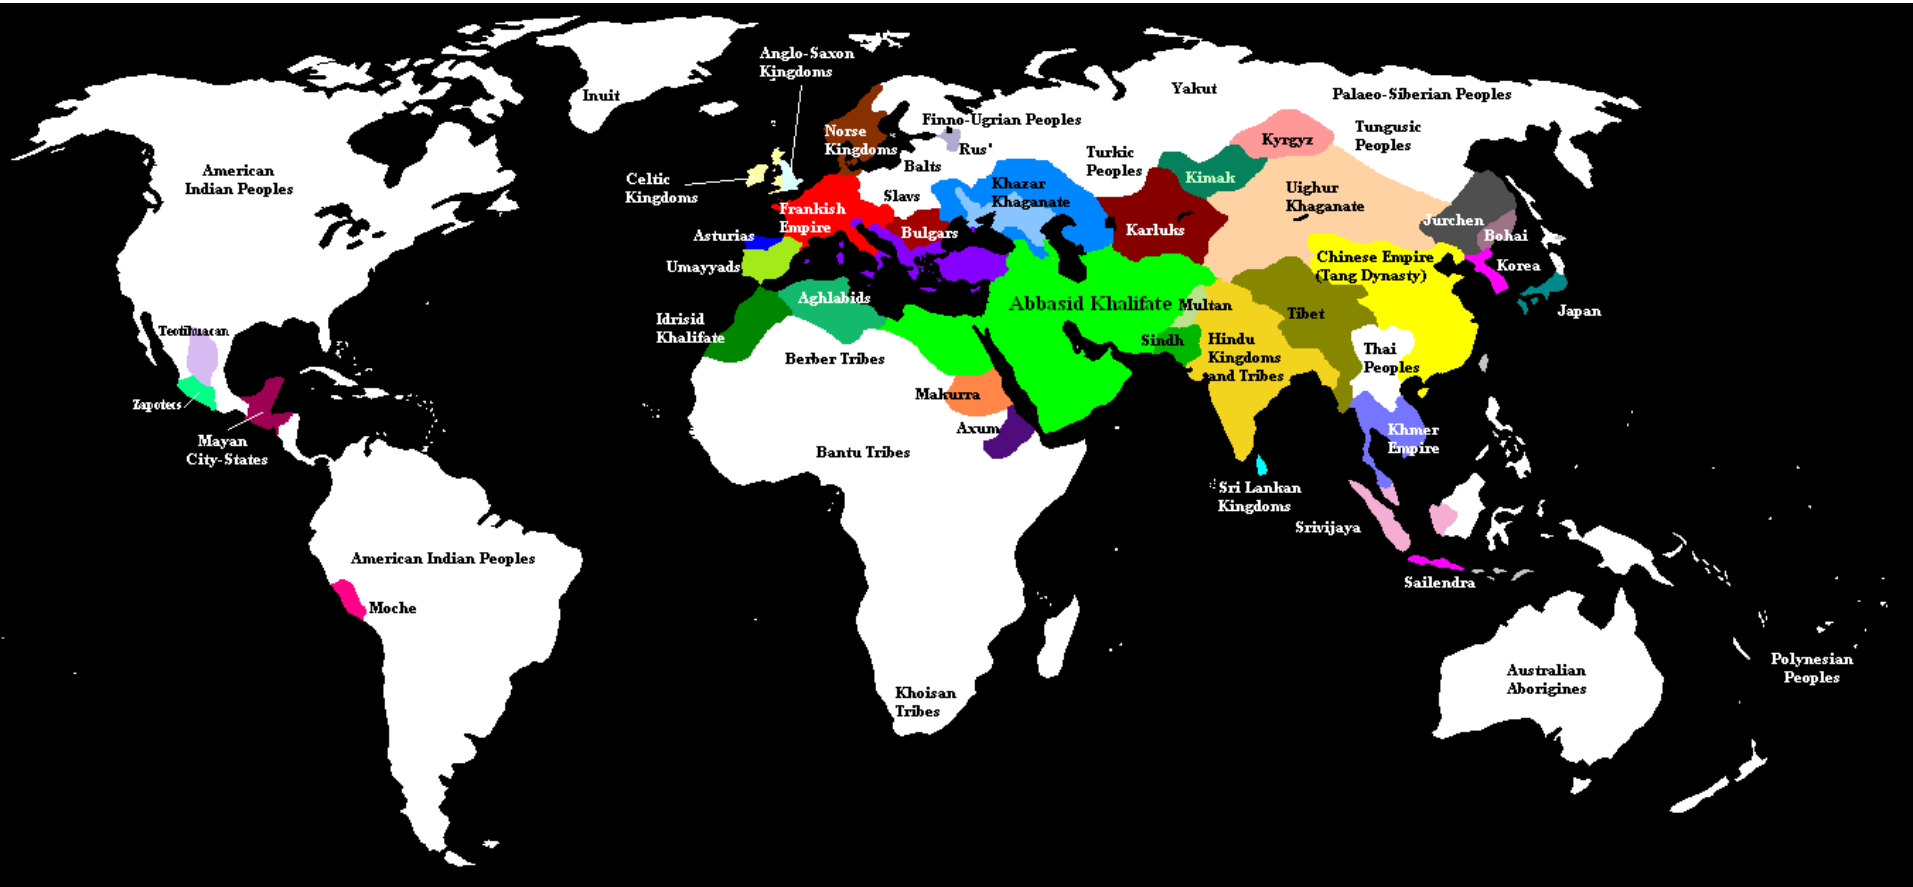 Anglo-Saxon
Kingdoms
Inuit
Yakut
Palaeo-Siberian Peoples
Finno-Ugrian Peoples
Tungusic
Peoples
Norse
Kingdoms
Rus'
Kyrgyz
Turkic
Peoples
Balts
American
Indian Peoples
Celtic
Kingdoms
Kimak
Khazar
Khaganate
Uighur
Khaganate
Slavs
Frankish
Empire
Jurchen
Bohai
Asturias
Bulgars
Karluks
Umayyads
Chinese Empire
(Tang Dynasty)
Korea
Aghlabids
Abbasid Khalifate
Multan
Tibet
Japan
Idrisid
Khalifate
Teotihuacan
Sindh
Hindu
Kingdoms
and Tribes
Thai
Peoples
Berber Tribes
Makurra
Zapotecs
Axum
Khmer
Empire
Mayan
City-States
Bantu Tribes
Sri Lankan
Kingdoms
Srivijaya
American Indian Peoples
Sailendra
Moche
Australian
Aborigines
Polynesian
Peoples
Khoisan
Tribes